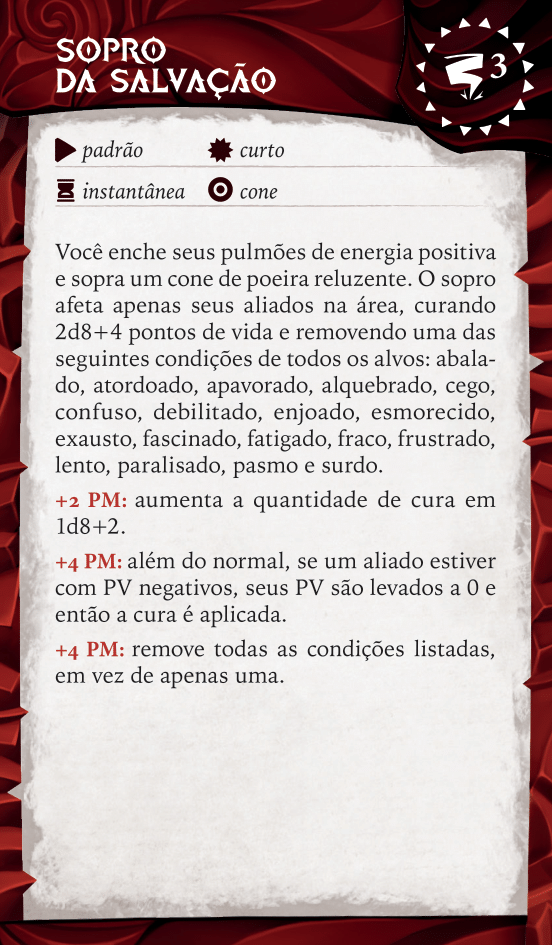 SOPRO
DA SALVAÇÃO
3
padrão curto
instantânea cone
Você enche seus pulmões de energia positiva
e sopra um cone de poeira reluzente. O sopro
afeta apenas seus aliados na área, curando
2d8+4 pontos de vida e removendo uma das
seguintes condições de todos os alvos: abala-
do, atordoado, apavorado, alquebrado, cego,
confuso, debilitado, enjoado, esmorecido,
exausto, fascinado, fatigado, fraco, frustrado,
lento, paralisado, pasmo e surdo.
+2 PM: aumenta a quantidade de cura em
1d8+2.
+4 PM: além do normal, se um aliado estiver
com PV negativos, seus PV são levados a 0 e
então a cura é aplicada.
+4 PM: remove todas as condições listadas,
em vez de apenas uma.